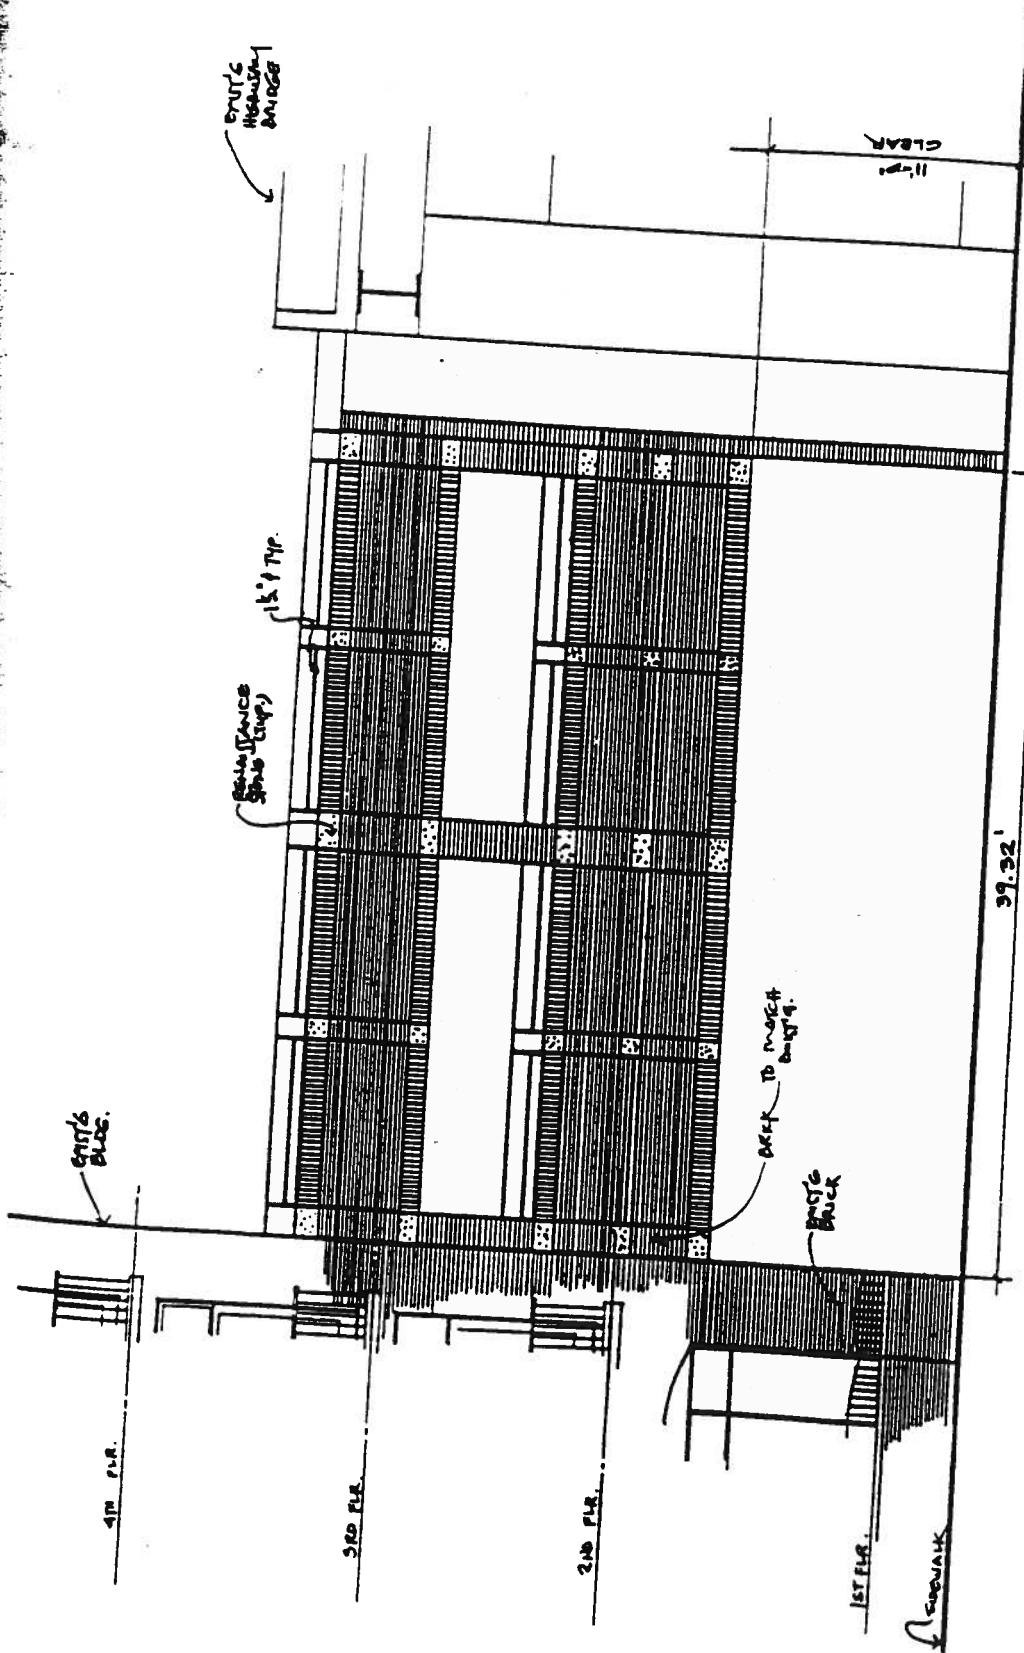 EXIST'G
HIGHWAY
BRIDGE
CLEAR
11'-0"
1½"φ TYP.
RENAISSANCE
STONE (TYP.)
39.32'
BRICK TO MATCH
EXIST'G.
EXIST'G
BLDG.
EXIST'G
BRICK
4TH FLR.
3RD FLR.
2ND FLR.
1ST FLR.
SIDEWALK